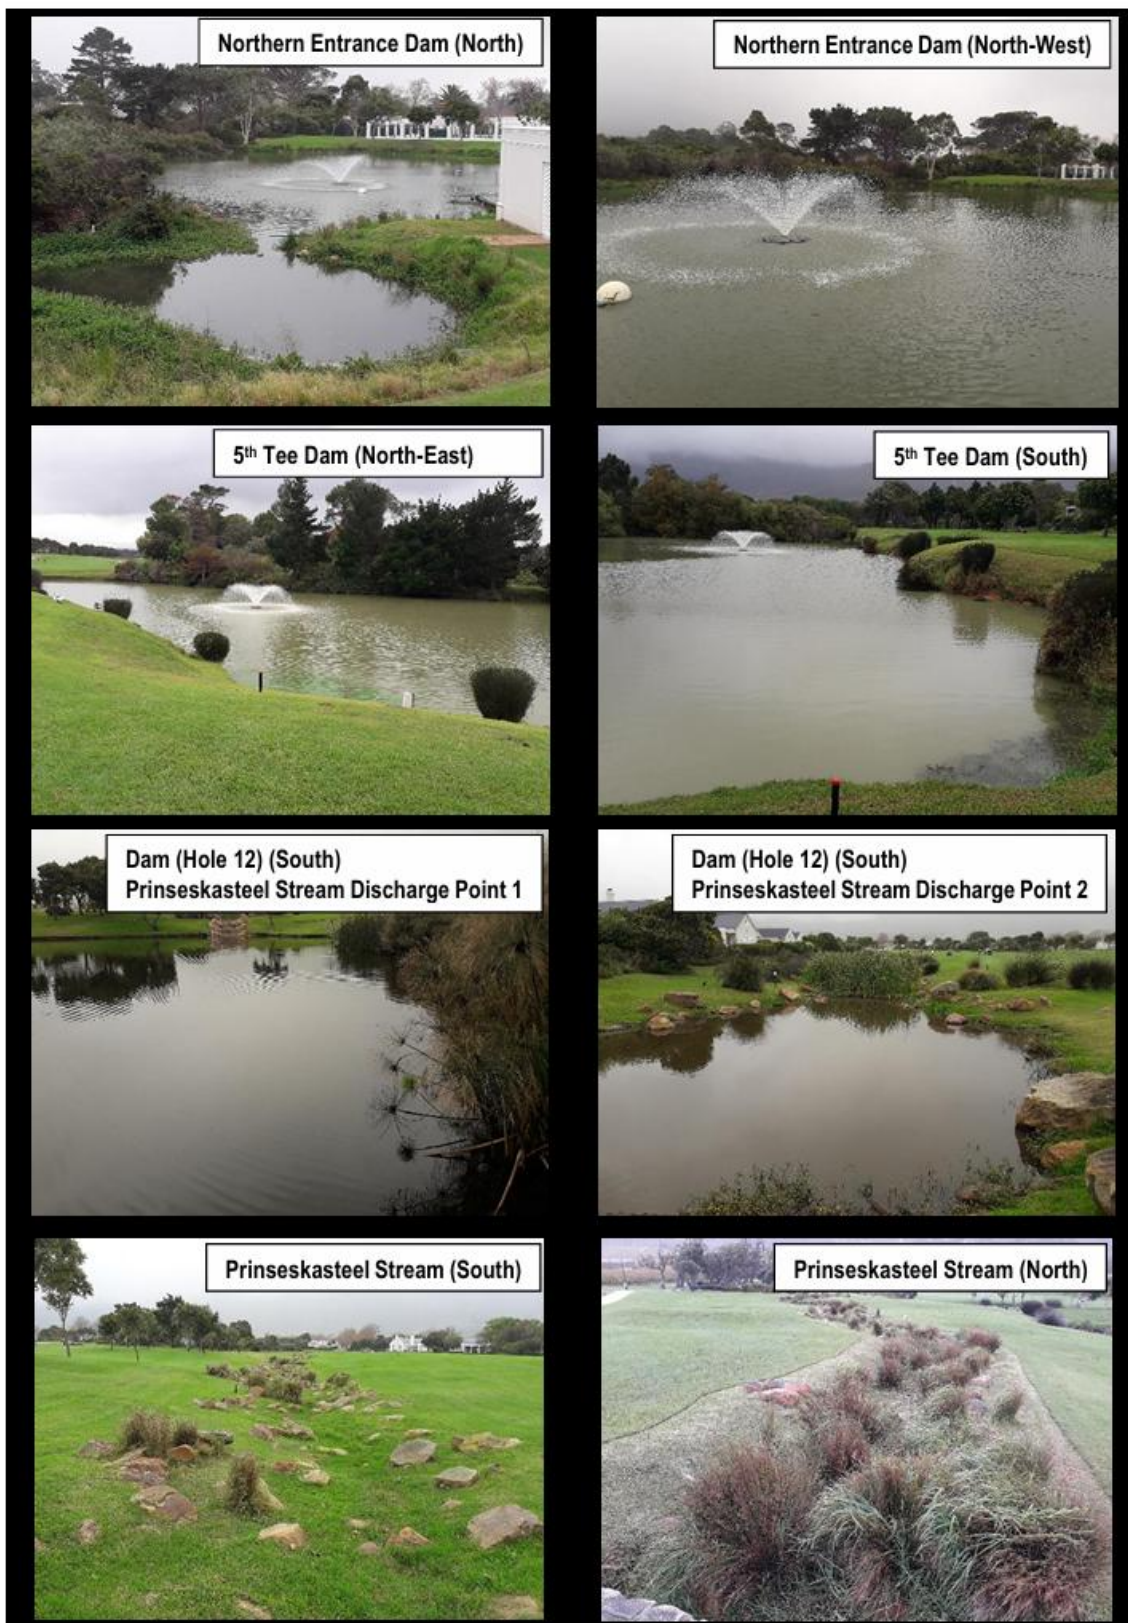 Northern Entrance Dam (North)
Northern Entrance Dam (North-West)
5th Tee Dam (North-East)
5th Tee Dam (South)
Dam (Hole 12) (South)
Prinseskasteel Stream Discharge Point 1
Dam (Hole 12) (South)
Prinseskasteel Stream Discharge Point 2
Prinseskasteel Stream (South)
Prinseskasteel Stream (North)